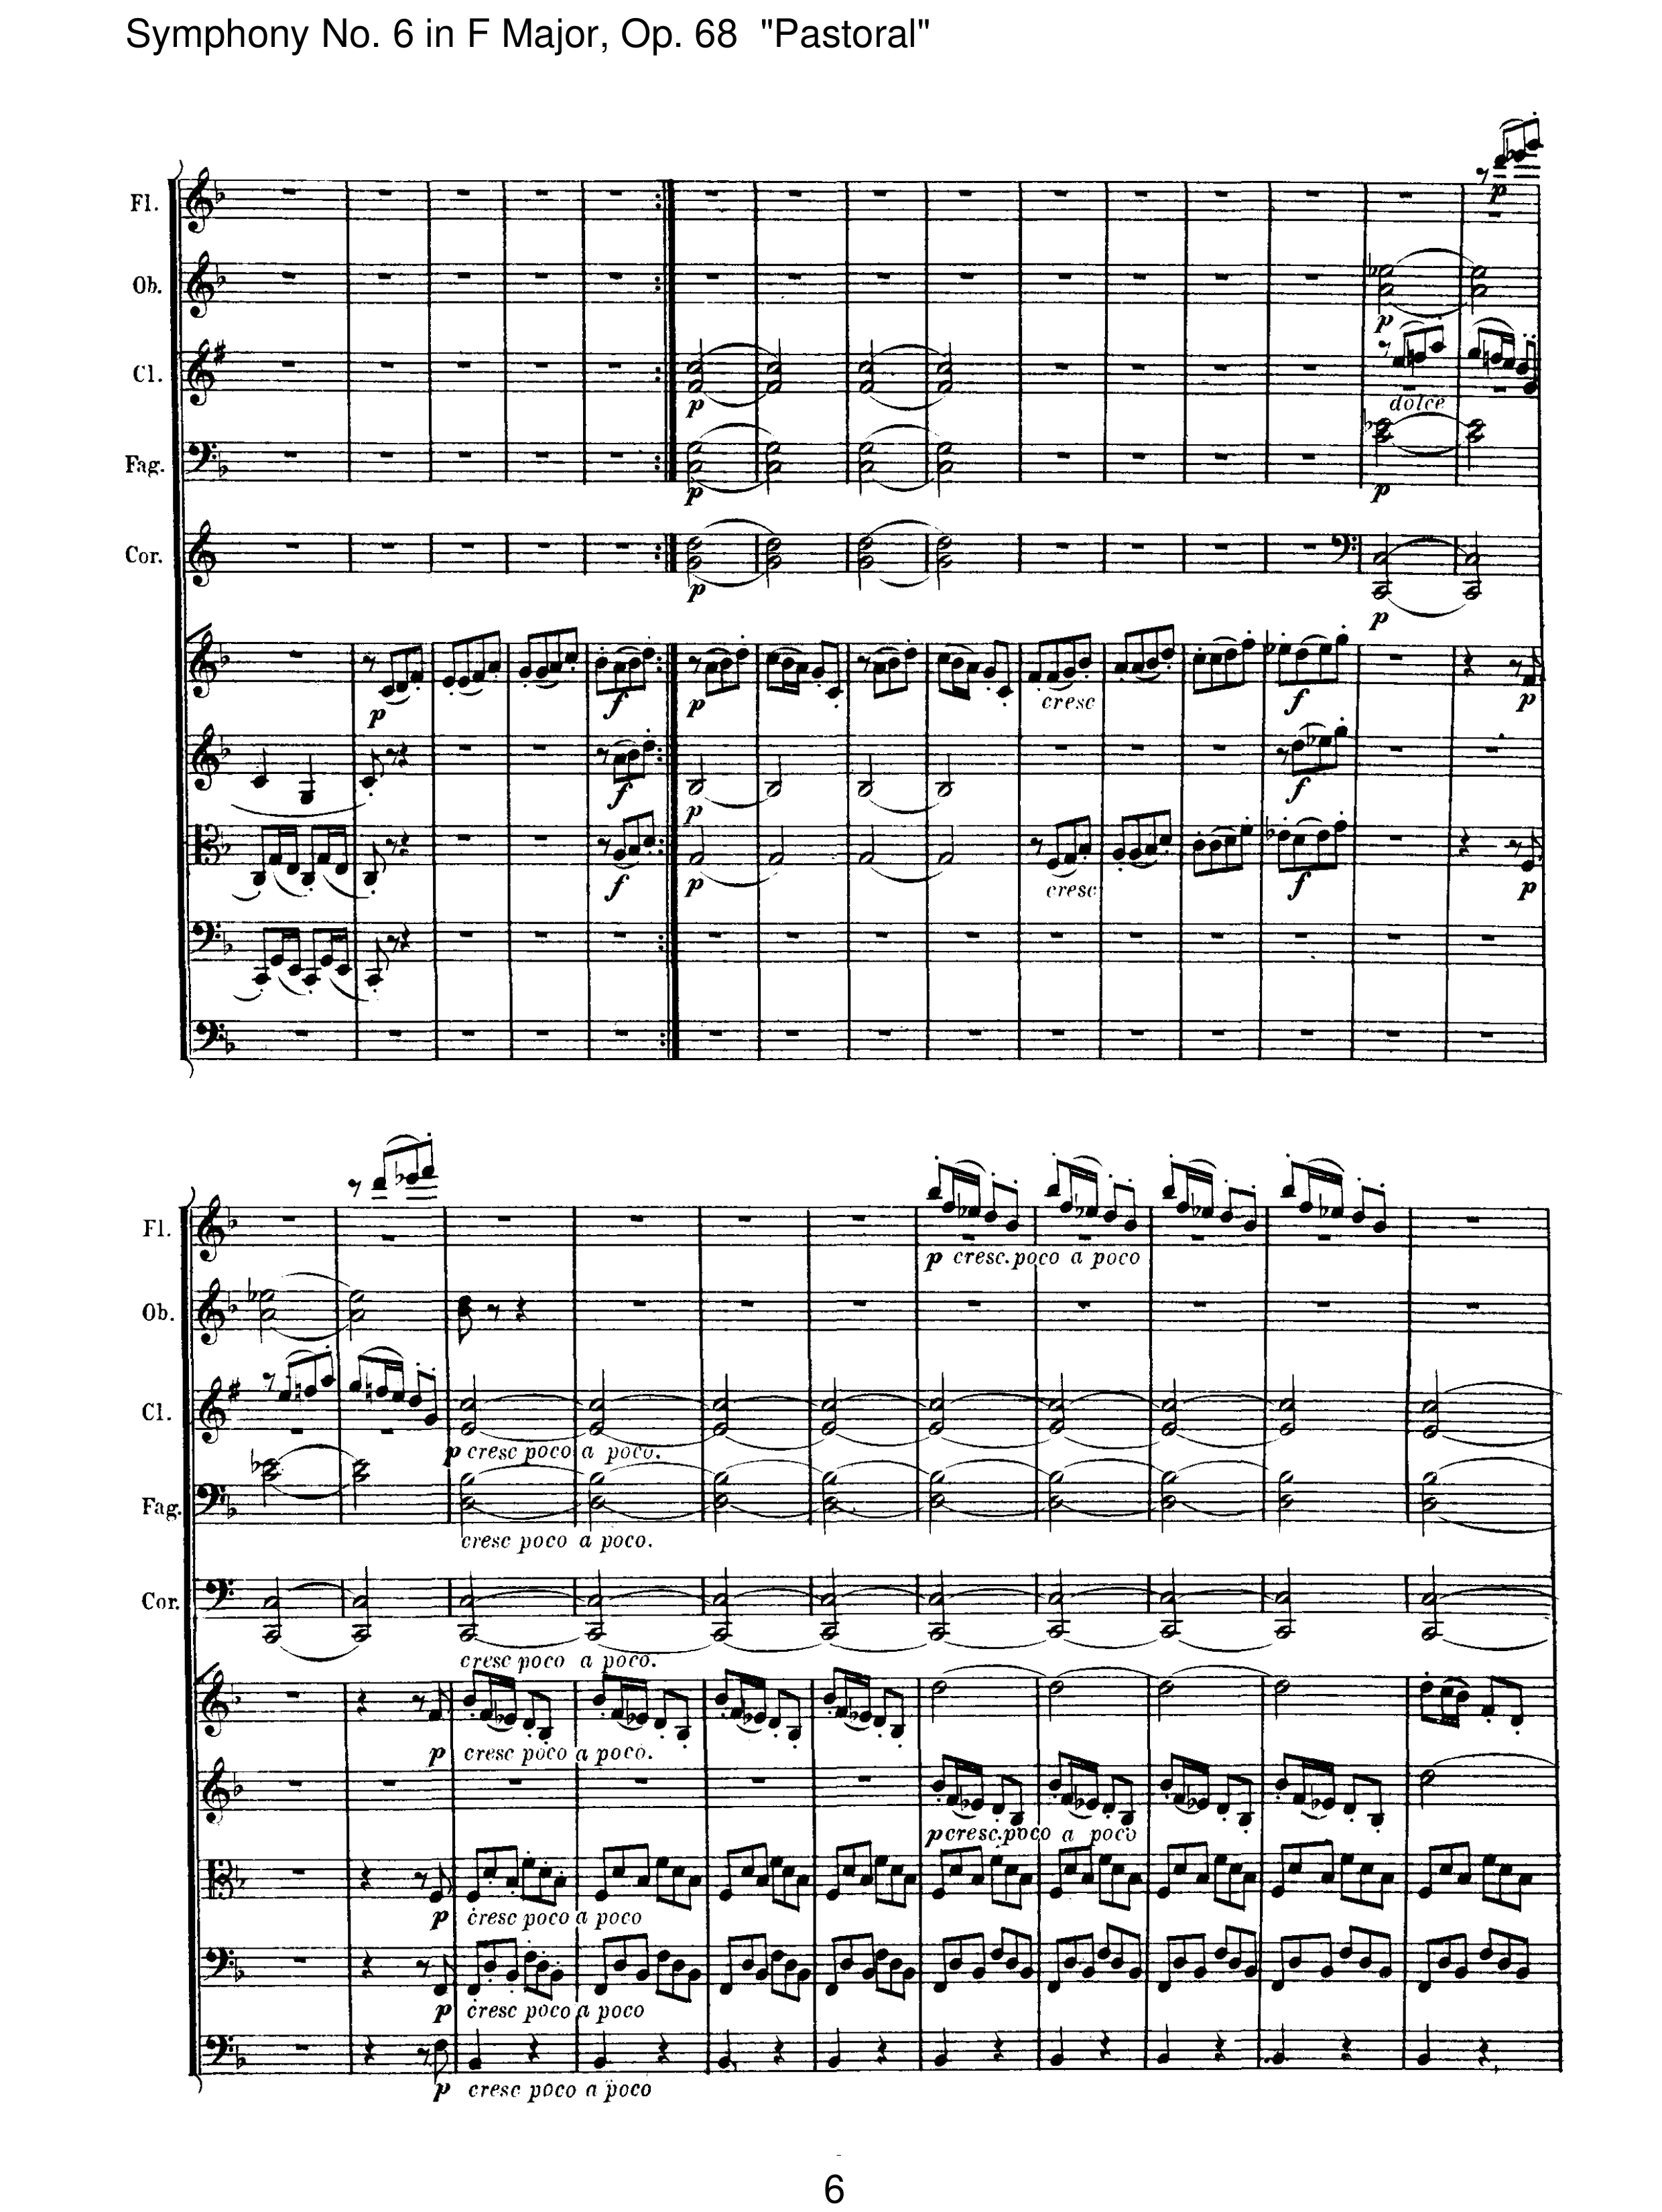 Symphony No. 6 in F Major, Op. 68 "Pastoral"
p
Fl.
Ob.
p
Cl.
p
dolce
Fag.
p
p
Cor.
p
p
p
f
p
cresc
f
p
f
p
f
f
p
cresc
f
p
Fl.
p cresc. poco a poco
Ob.
Cl.
p cresc poco a poco.
Fag.
cresc poco a poco.
Cor.
cresc poco a poco.
p cresc poco a poco.
p cresc. poco a poco
p cresc poco a poco
p cresc poco a poco
p cresc poco a poco
6